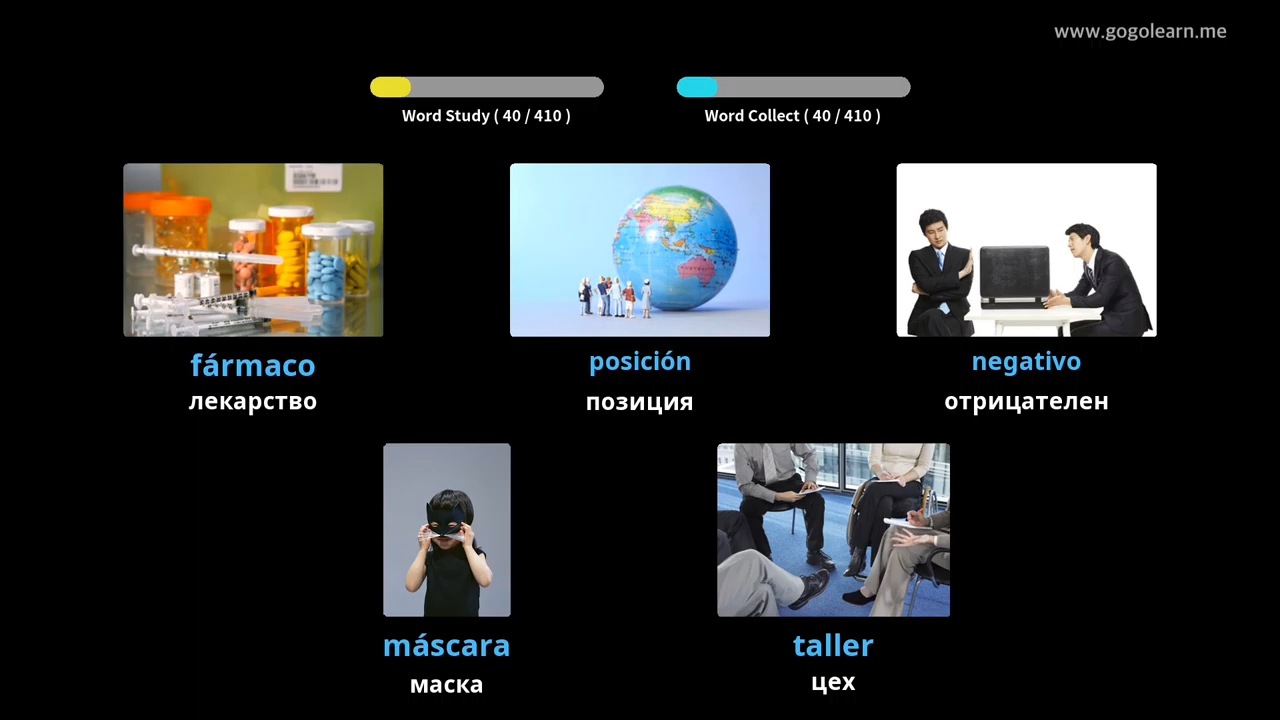 www.gogolearn.me
Word Study ( 40 / 410 )
Word Collect ( 40 / 410 )
fármaco
лекарство
posición
позиция
negativo
отрицателен
máscara
маска
taller
цех